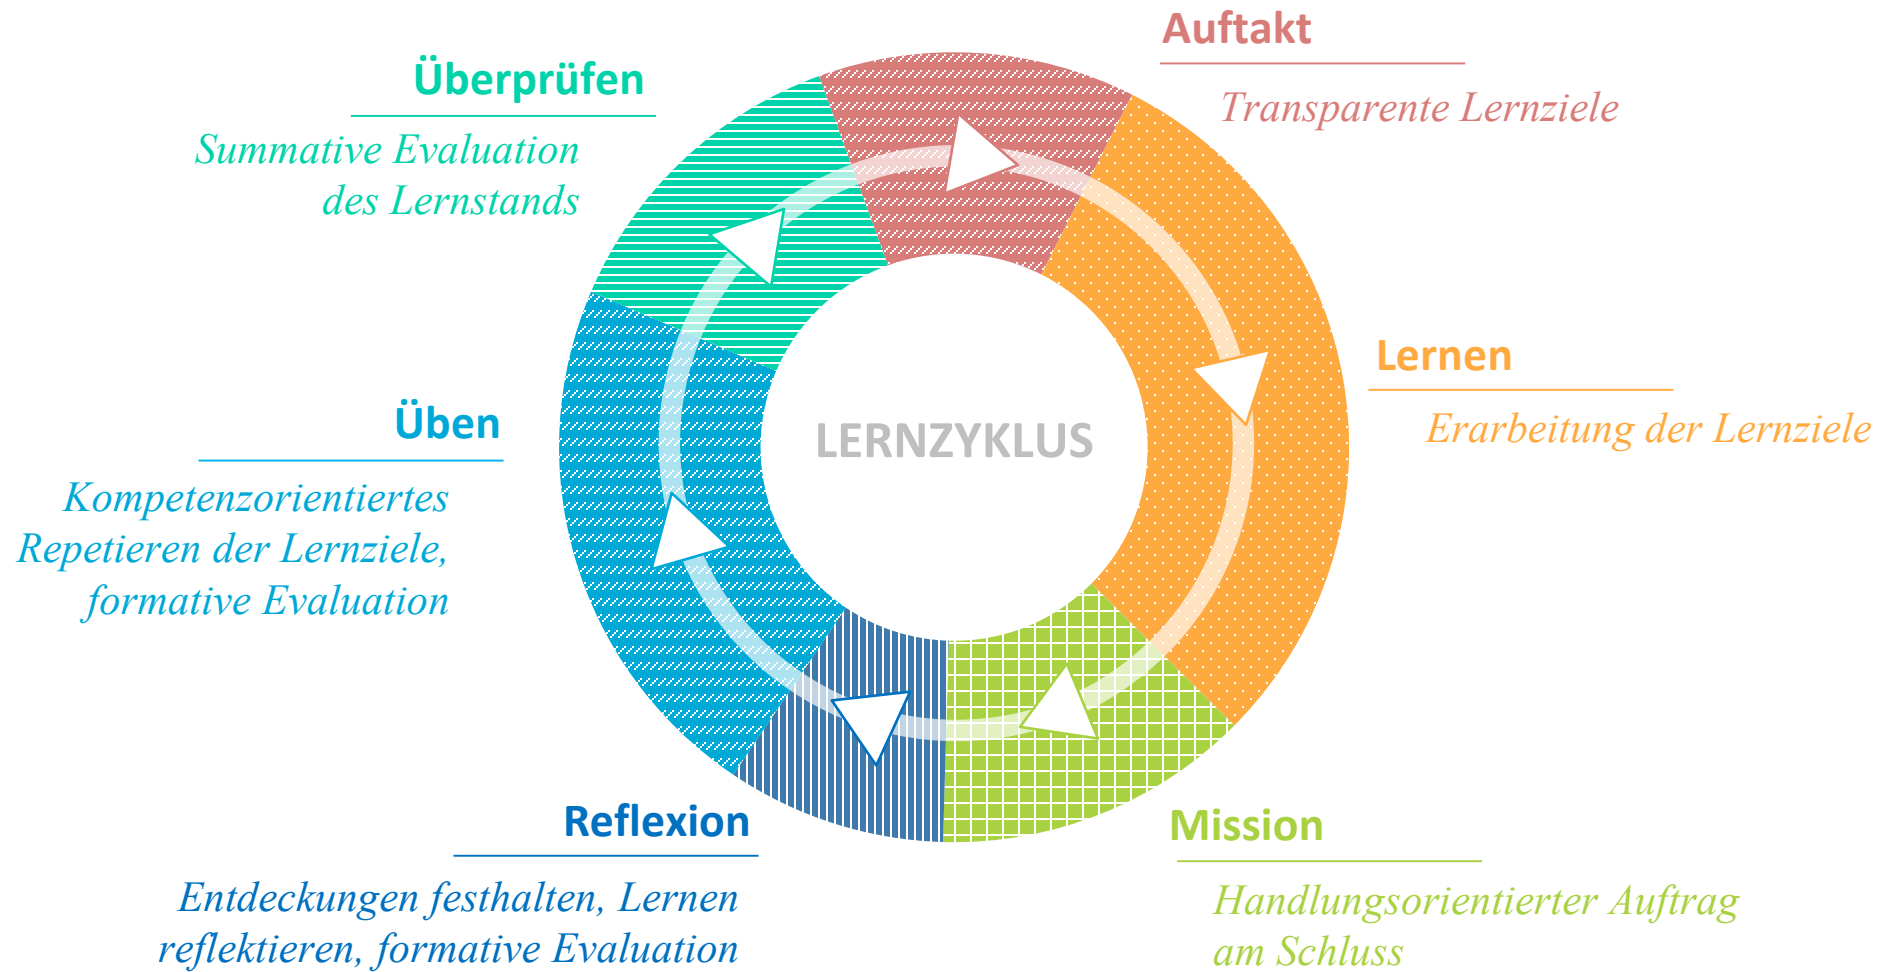 Auftakt
Transparente Lernziele
Lernen
Erarbeitung der Lernziele
Mission
Handlungsorientierter Auftrag
am Schluss
Reflexion
Entdeckungen festhalten, Lernen
reflektieren, formative Evaluation
Üben
Kompetenzorientiertes
Repetieren der Lernziele,
formative Evaluation
Überprüfen
Summative Evaluation
des Lernstands
LERNZYKLUS